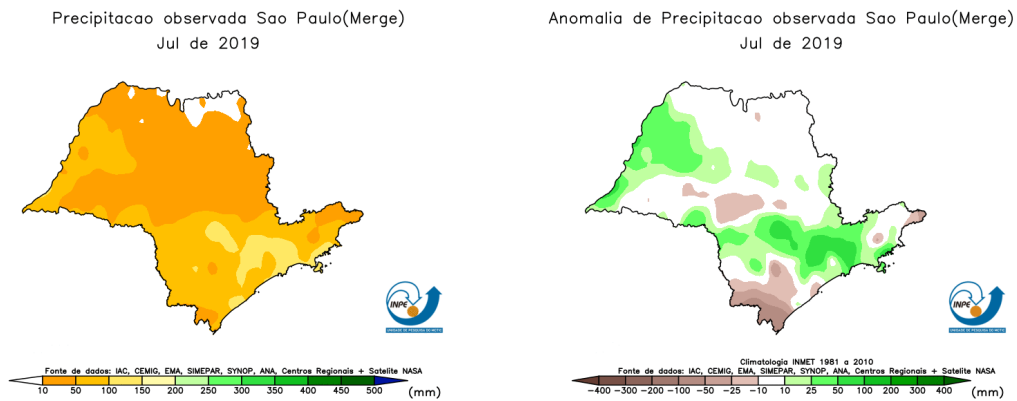 Precipitacao observada Sao Paulo(Merge)
Jul de 2019
INPE
Fonte de dados: IAC, CEMIG, EMA, SIMEPAR, SYNOP, ANA, Centros Regionais + Satelite NASA
10 50 100 150 200 250 300 350 400 450 500
(mm)
Anomalia de Precipitacao observada Sao Paulo(Merge)
Jul de 2019
INPE
Climatologia INMET 1981 a 2010
Fonte de dados: IAC, CEMIG, EMA, SIMEPAR, SYNOP, ANA, Centros Regionais + Satelite NASA
-400 -300 -200 -100 -50 -25 -10 10 25 50 100 200 300 400
(mm)